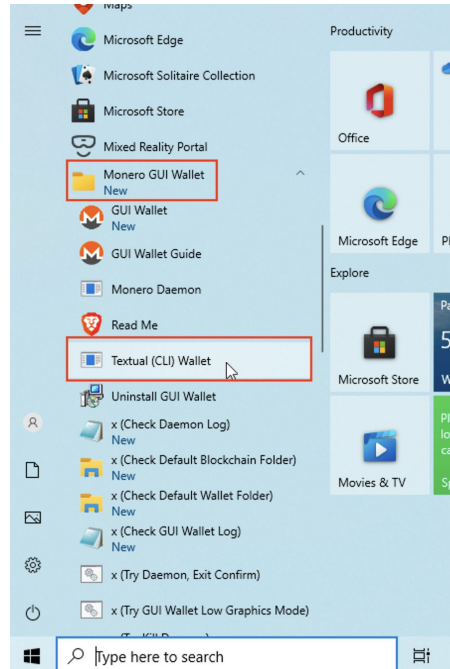 Maps
Productivity
Microsoft Edge
Microsoft Solitaire Collection
Microsoft Store
Mixed Reality Portal
Office
Monero GUI Wallet
New
GUI Wallet
New
Microsoft Edge
GUI Wallet Guide
Explore
Monero Daemon
Read Me
Textual (CLI) Wallet
Microsoft Store
Uninstall GUI Wallet
x (Check Daemon Log)
New
x (Check Default Blockchain Folder)
New
Movies & TV
x (Check Default Wallet Folder)
New
x (Check GUI Wallet Log)
New
x (Try Daemon, Exit Confirm)
x (Try GUI Wallet Low Graphics Mode)
Type here to search